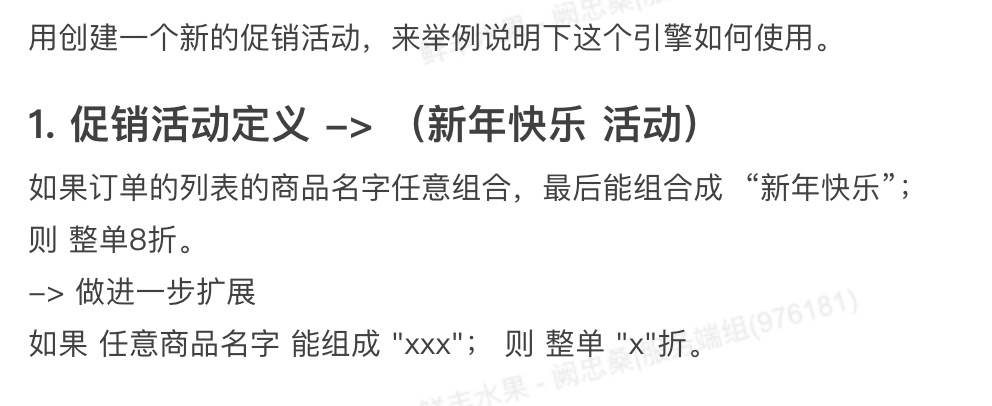 用创建一个新的促销活动，来举例说明下这个引擎如何使用。
1. 促销活动定义 -> （新年快乐 活动）
如果订单的列表的商品名字任意组合，最后能组合成 “新年快乐”；
则 整单8折。
-> 做进一步扩展
如果 任意商品名字 能组成 "xxx"； 则 整单 "x"折。